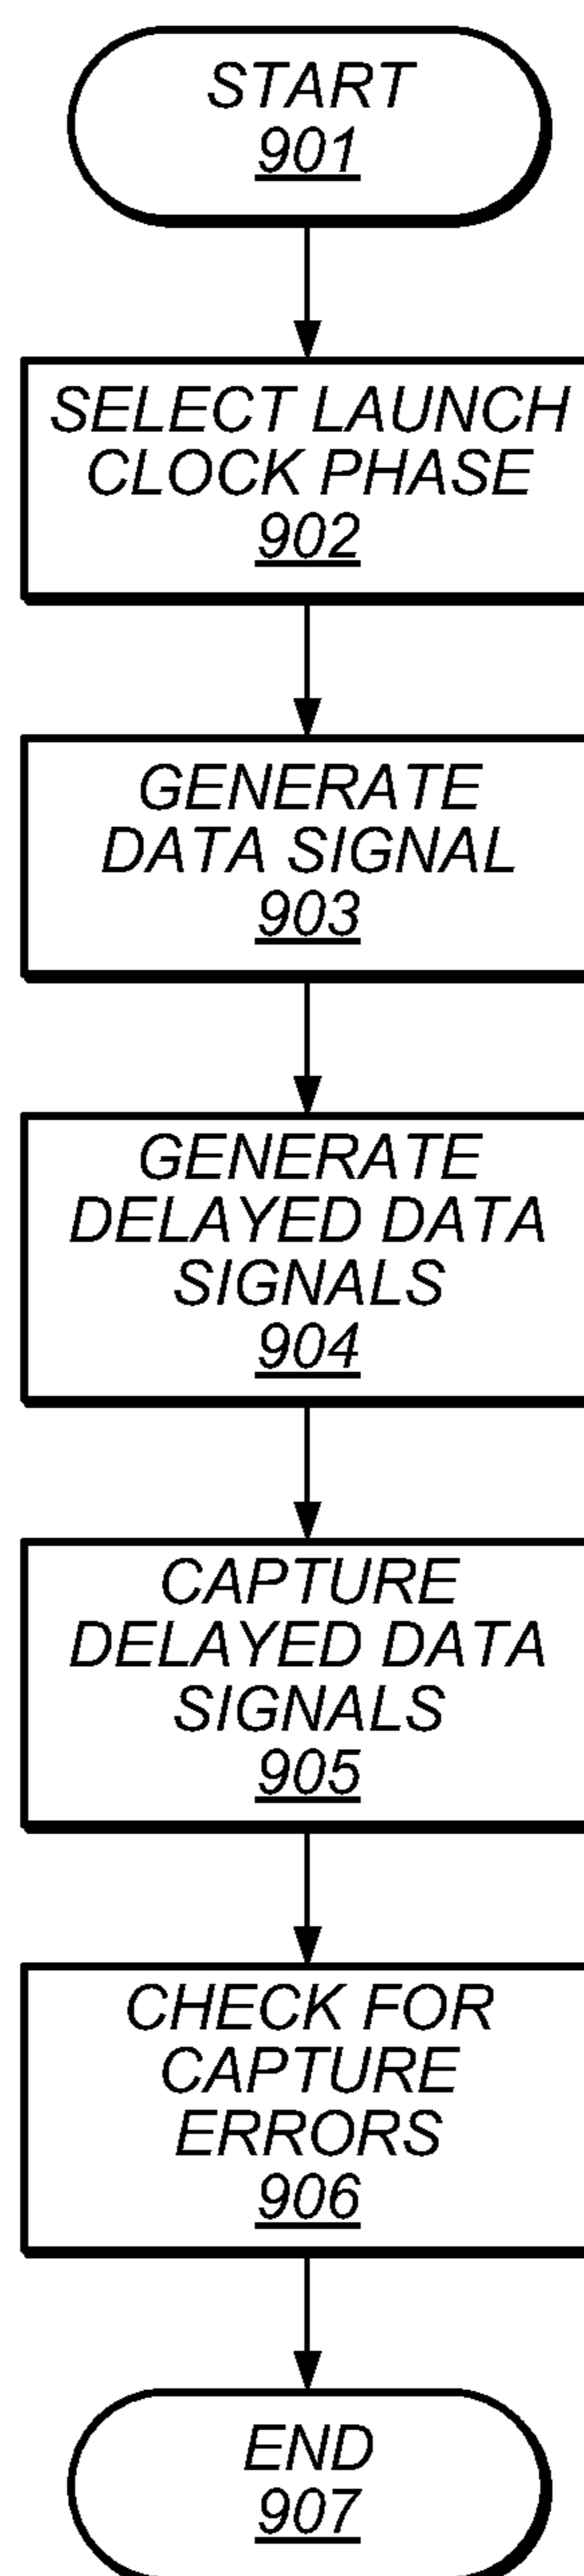 START
901
SELECT LAUNCH
CLOCK PHASE
902
GENERATE
DATA SIGNAL
903
GENERATE
DELAYED DATA
SIGNALS
904
CAPTURE
DELAYED DATA
SIGNALS
905
CHECK FOR
CAPTURE
ERRORS
906
END
907